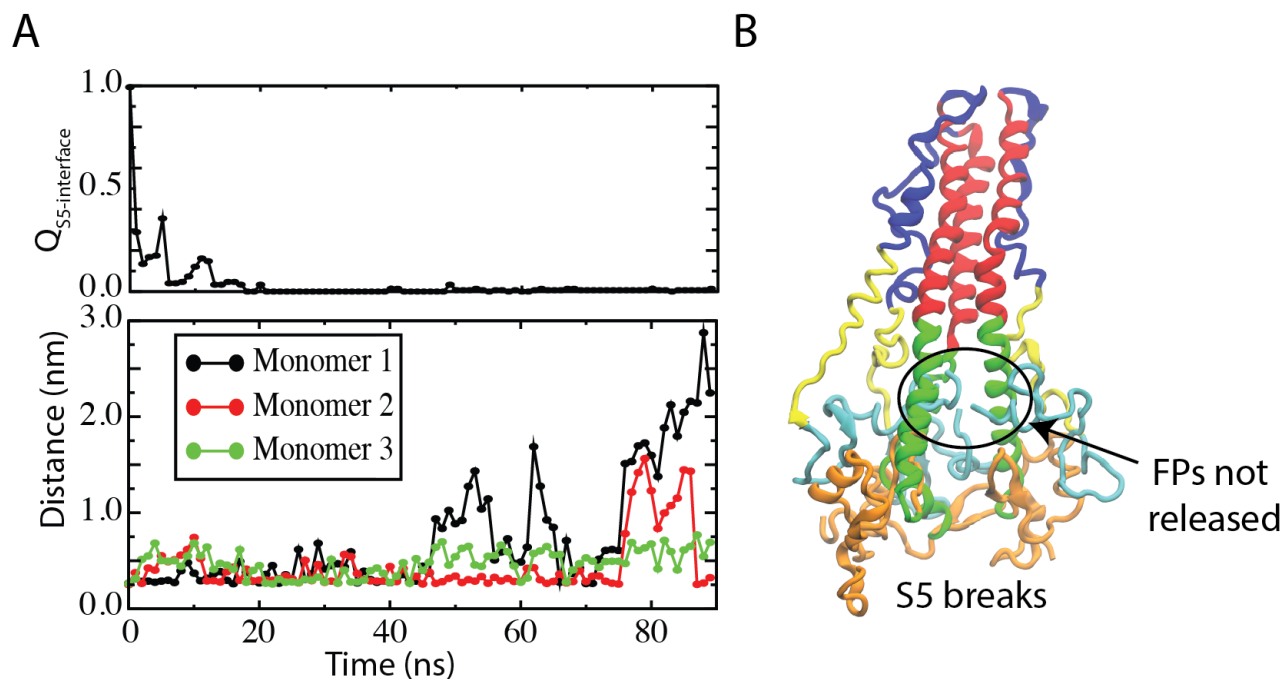 A
B
1.0
0.5
0.0
Q S5-interface
3.0
2.0
1.0
0.0
Distance (nm)
Monomer 1
Monomer 2
Monomer 3
0
20
40
60
80
Time (ns)
FPs not
released
S5 breaks